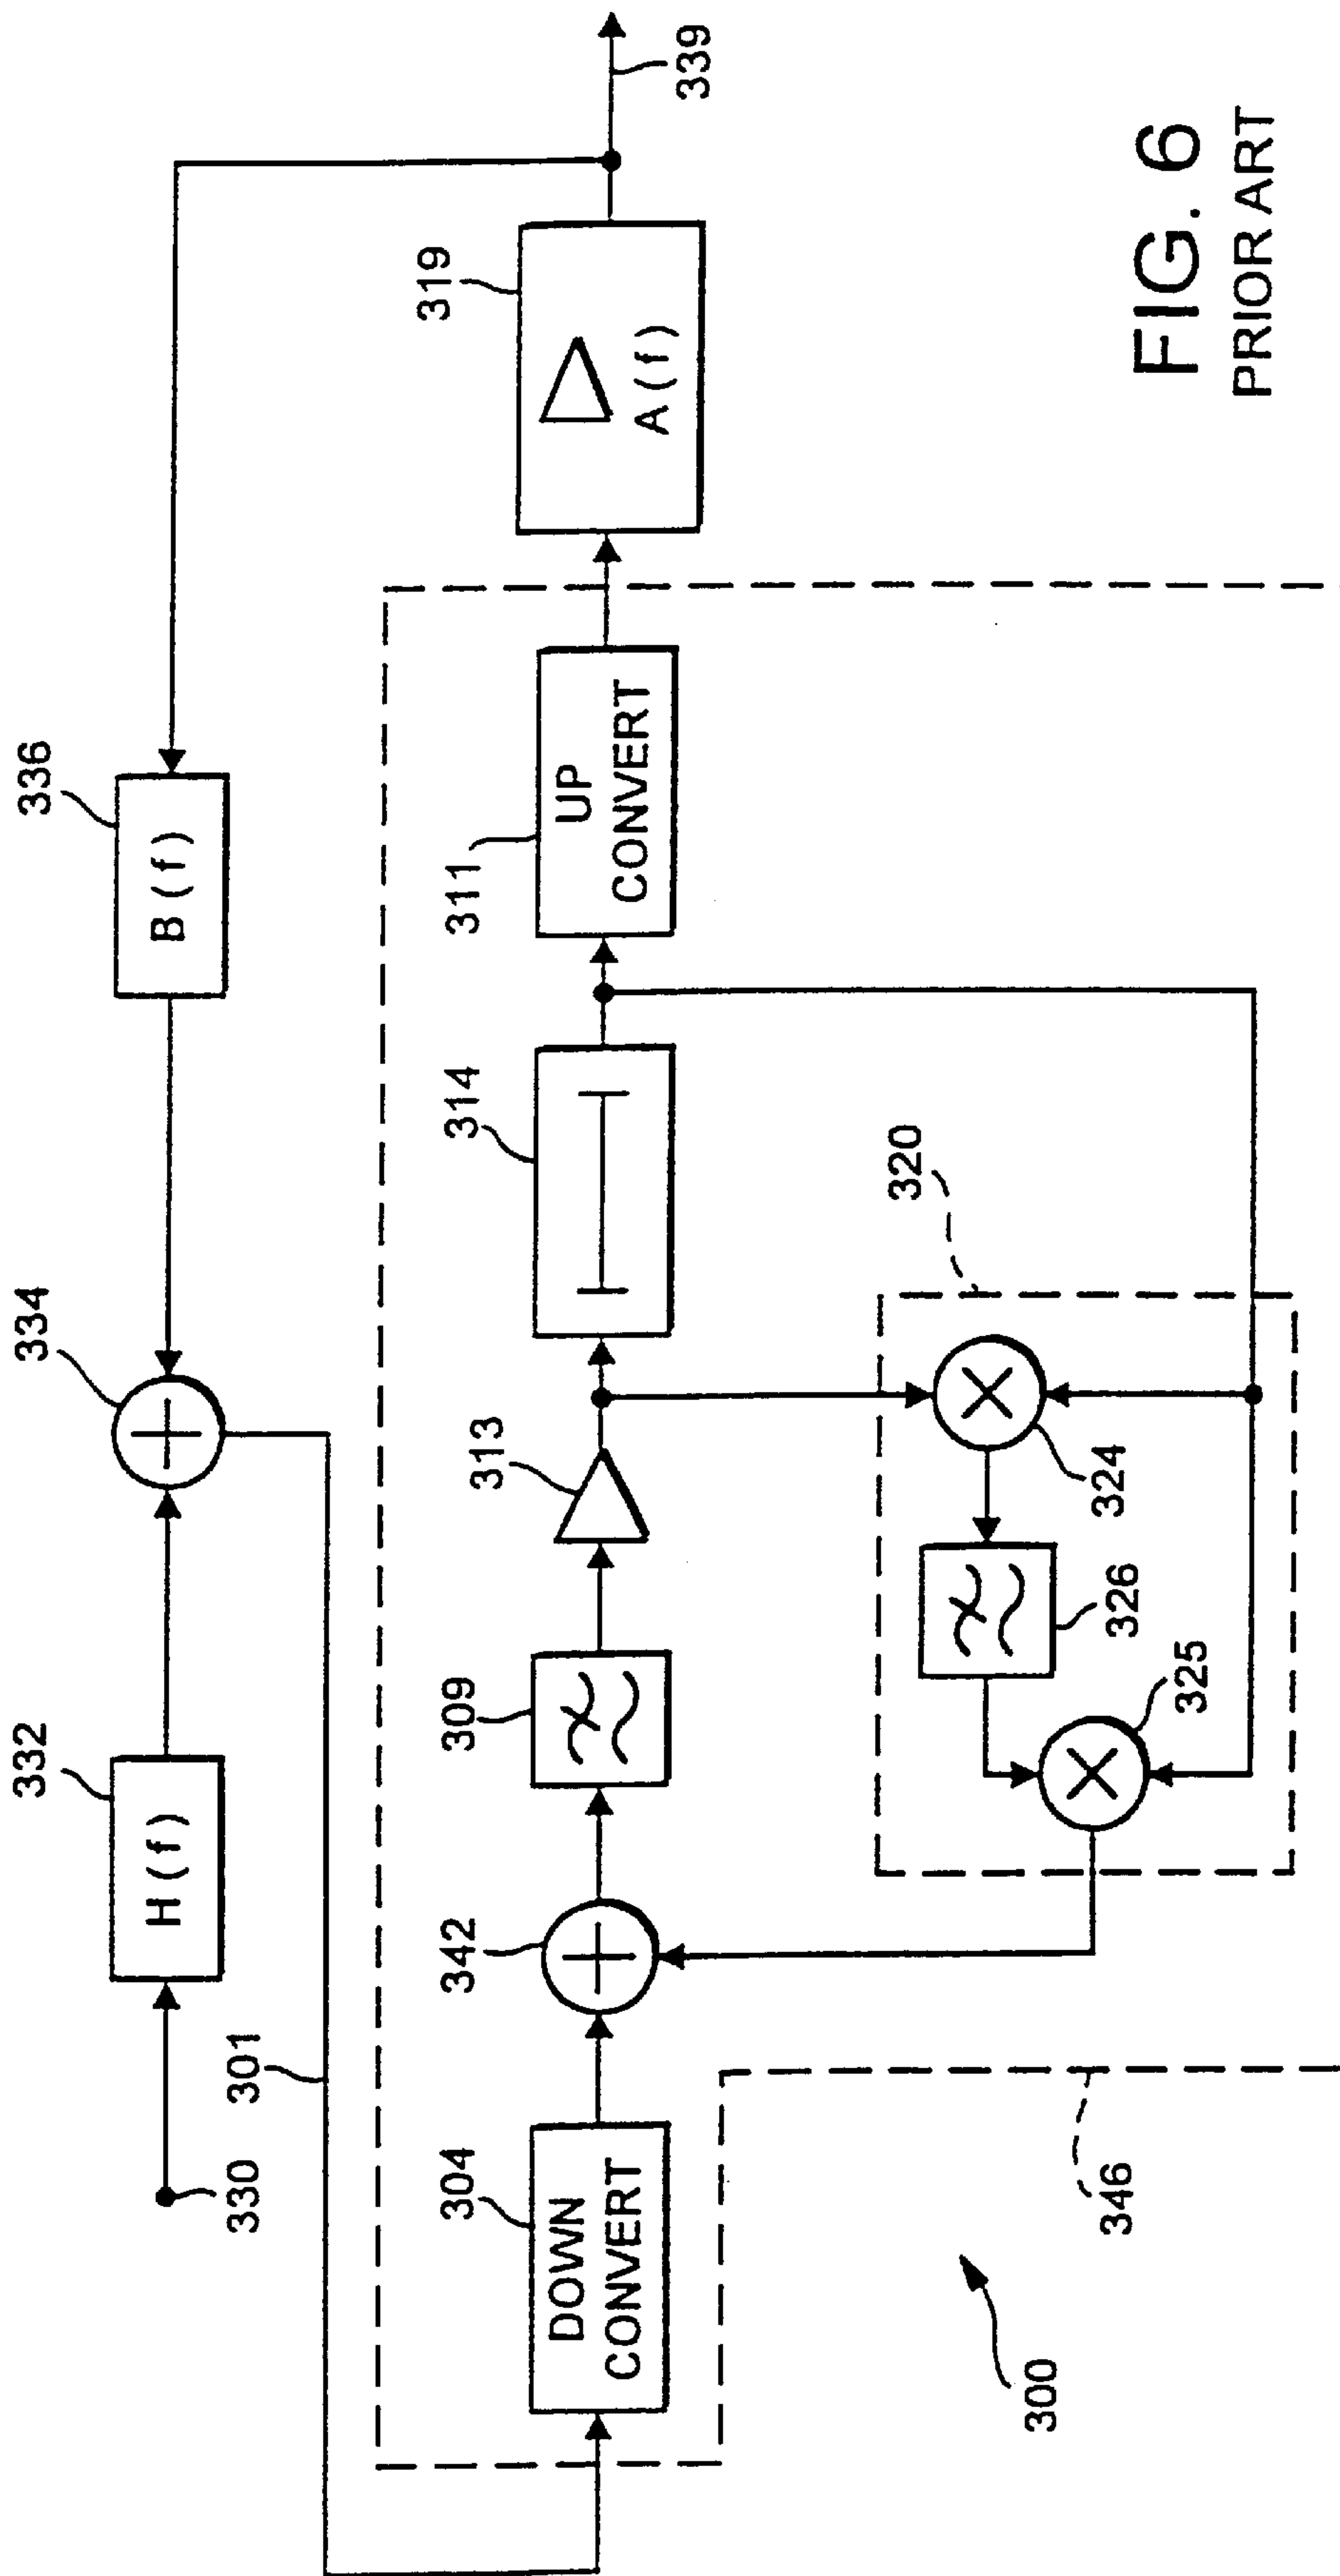 330
332
H(f)
334
336
B(f)
301
304
DOWN
CONVERT
342
309
313
314
311
UP
CONVERT
319
A(f)
339
320
324
326
325
346
300
FIG. 6
PRIOR ART